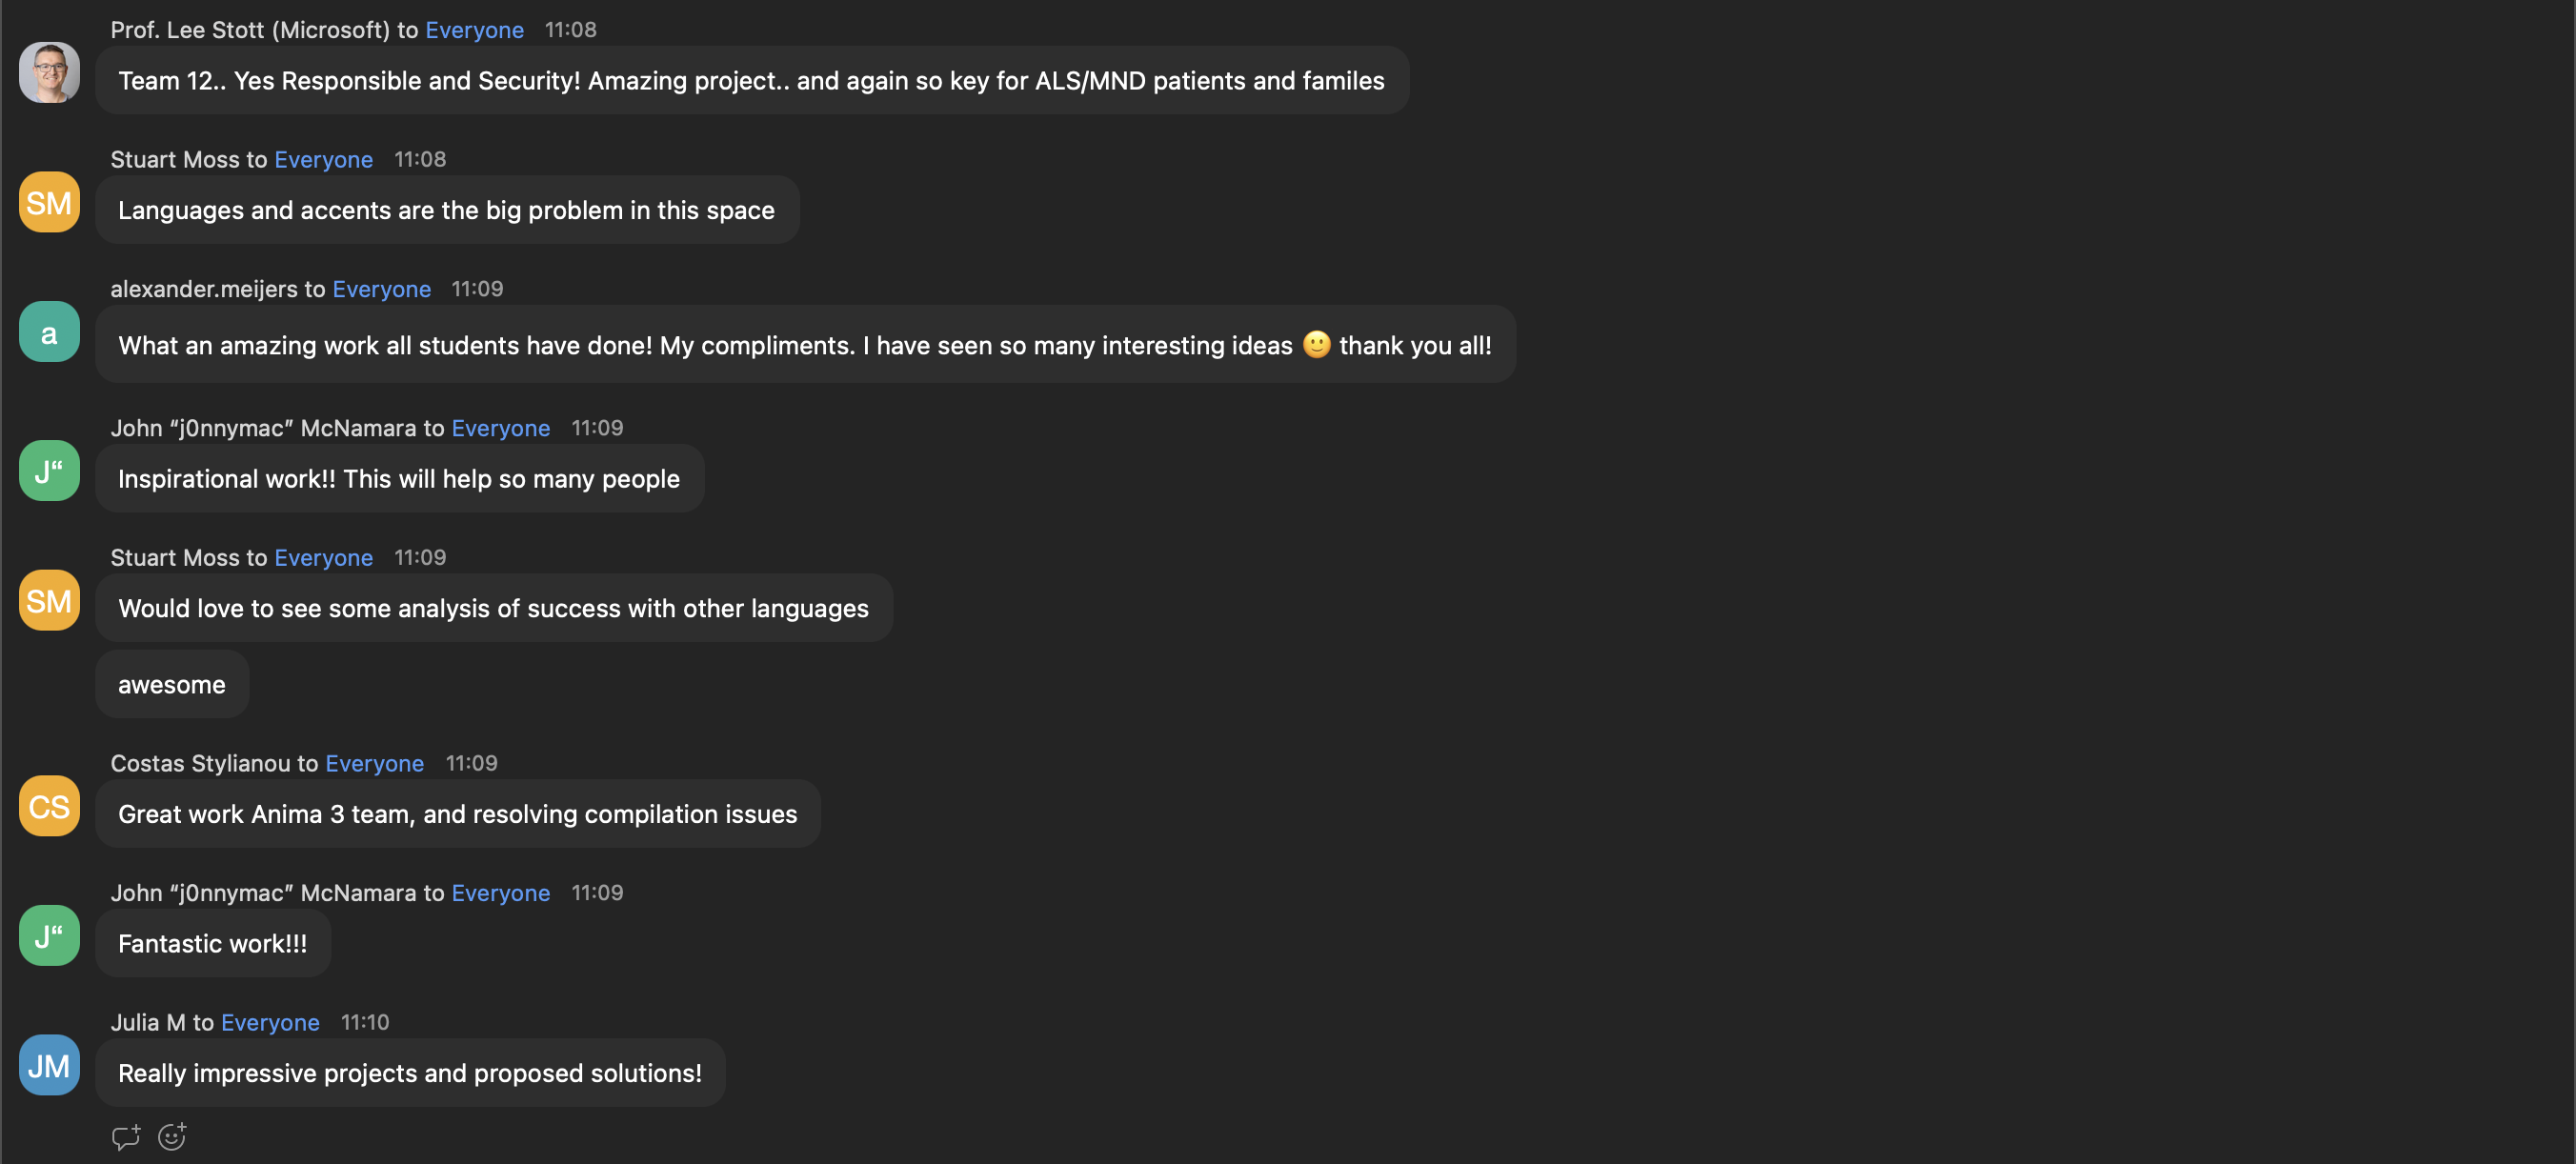 Prof. Lee Stott (Microsoft) to Everyone 11:08
Team 12.. Yes Responsible and Security! Amazing project.. and again so key for ALS/MND patients and familes
Stuart Moss to Everyone 11:08
SM
Languages and accents are the big problem in this space
alexander.meijers to Everyone 11:09
a
What an amazing work all students have done! My compliments. I have seen so many interesting ideas 🙂 thank you all!
John “j0nnymac” McNamara to Everyone 11:09
J“
Inspirational work!! This will help so many people
Stuart Moss to Everyone 11:09
SM
Would love to see some analysis of success with other languages
awesome
Costas Stylianou to Everyone 11:09
CS
Great work Anima 3 team, and resolving compilation issues
John “j0nnymac” McNamara to Everyone 11:09
J“
Fantastic work!!!
Julia M to Everyone 11:10
JM
Really impressive projects and proposed solutions!